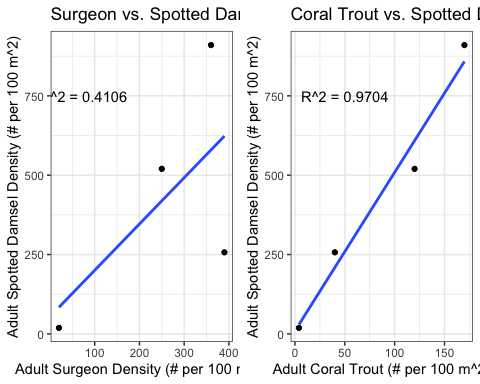 Surgeon vs. Spotted Dar
Adult Spotted Damsel Density (# per 100 m^2)
750
500
250
0
^2 = 0.4106
100 200 300 400
Adult Surgeon Density (# per 100 r
Coral Trout vs. Spotted D
Adult Spotted Damsel Density (# per 100 m^2)
750
500
250
0
R^2 = 0.9704
0 50 100 150
Adult Coral Trout (# per 100 m^2